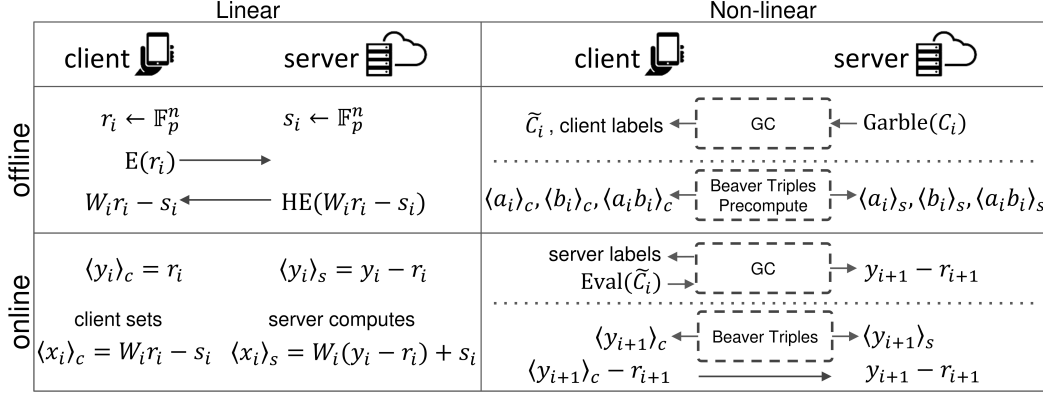 Linear
Non-linear
client server client server
offline
r_i ← 𝔽_p^n s_i ← 𝔽_p^n
E(r_i)
W_i r_i − s_i HE(W_i r_i − s_i)
C̃_i , client labels GC Garble(C_i)
⟨a_i⟩_c, ⟨b_i⟩_c, ⟨a_i b_i⟩_c Beaver Triples Precompute ⟨a_i⟩_s, ⟨b_i⟩_s, ⟨a_i b_i⟩_s
online
⟨y_i⟩_c = r_i ⟨y_i⟩_s = y_i − r_i
client sets server computes
⟨x_i⟩_c = W_i r_i − s_i ⟨x_i⟩_s = W_i(y_i − r_i) + s_i
server labels
Eval(C̃_i) GC y_{i+1} − r_{i+1}
⟨y_{i+1}⟩_c Beaver Triples ⟨y_{i+1}⟩_s
⟨y_{i+1}⟩_c − r_{i+1} y_{i+1} − r_{i+1}